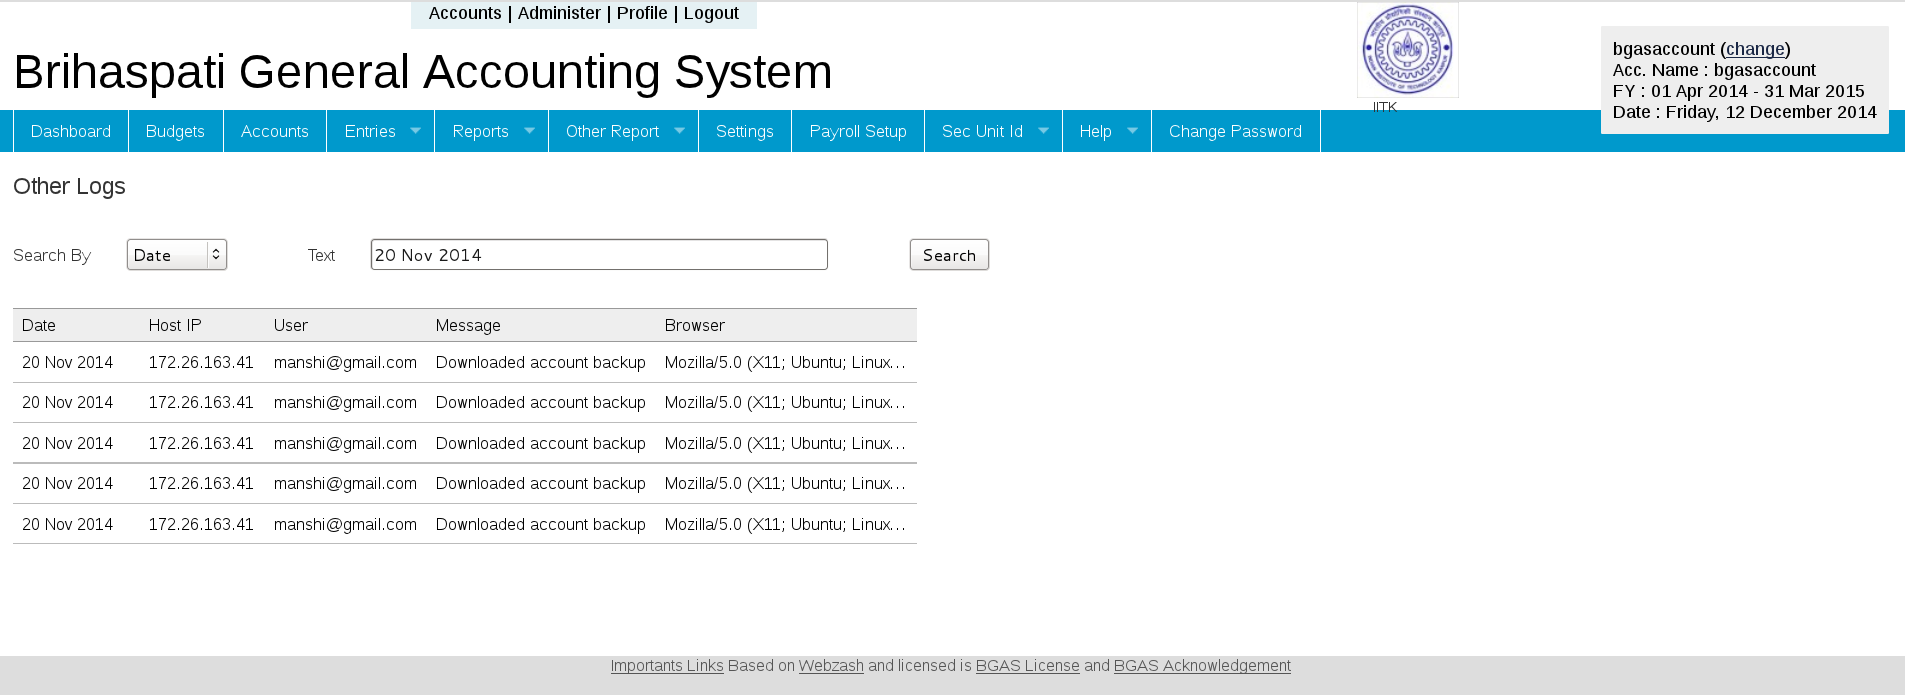 Accounts | Administer | Profile | Logout
Brihaspati General Accounting System
IITK
bgasaccount (change)
Acc. Name : bgasaccount
FY : 01 Apr 2014 - 31 Mar 2015
Date : Friday, 12 December 2014
Dashboard Budgets Accounts Entries Reports Other Report Settings Payroll Setup Sec Unit Id Help Change Password
Other Logs
Search By Date Text 20 Nov 2014 Search
Date Host IP User Message Browser
20 Nov 2014 172.26.163.41 manshi@gmail.com Downloaded account backup Mozilla/5.0 (X11; Ubuntu; Linux...
20 Nov 2014 172.26.163.41 manshi@gmail.com Downloaded account backup Mozilla/5.0 (X11; Ubuntu; Linux...
20 Nov 2014 172.26.163.41 manshi@gmail.com Downloaded account backup Mozilla/5.0 (X11; Ubuntu; Linux...
20 Nov 2014 172.26.163.41 manshi@gmail.com Downloaded account backup Mozilla/5.0 (X11; Ubuntu; Linux...
20 Nov 2014 172.26.163.41 manshi@gmail.com Downloaded account backup Mozilla/5.0 (X11; Ubuntu; Linux...
Importants Links Based on Webzash and licensed is BGAS License and BGAS Acknowledgement